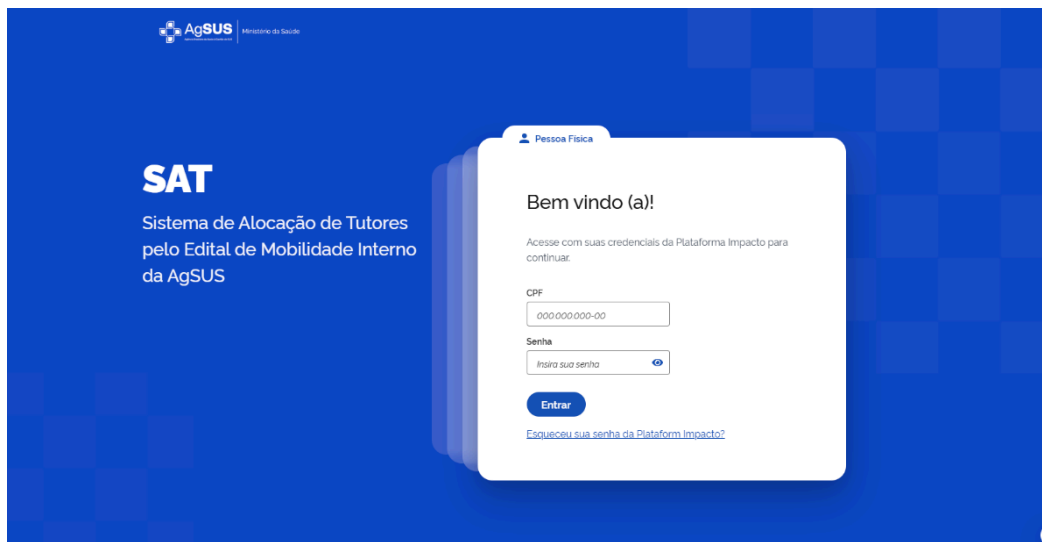 AgSUS
Ministério da Saúde
SAT
Sistema de Alocação de Tutores
pelo Edital de Mobilidade Interno
da AgSUS
Pessoa Física
Bem vindo (a)!
Acesse com suas credenciais da Plataforma Impacto para
continuar.
CPF
000.000.000-00
Senha
Insira sua senha
Entrar
Esqueceu sua senha da Plataform Impacto?